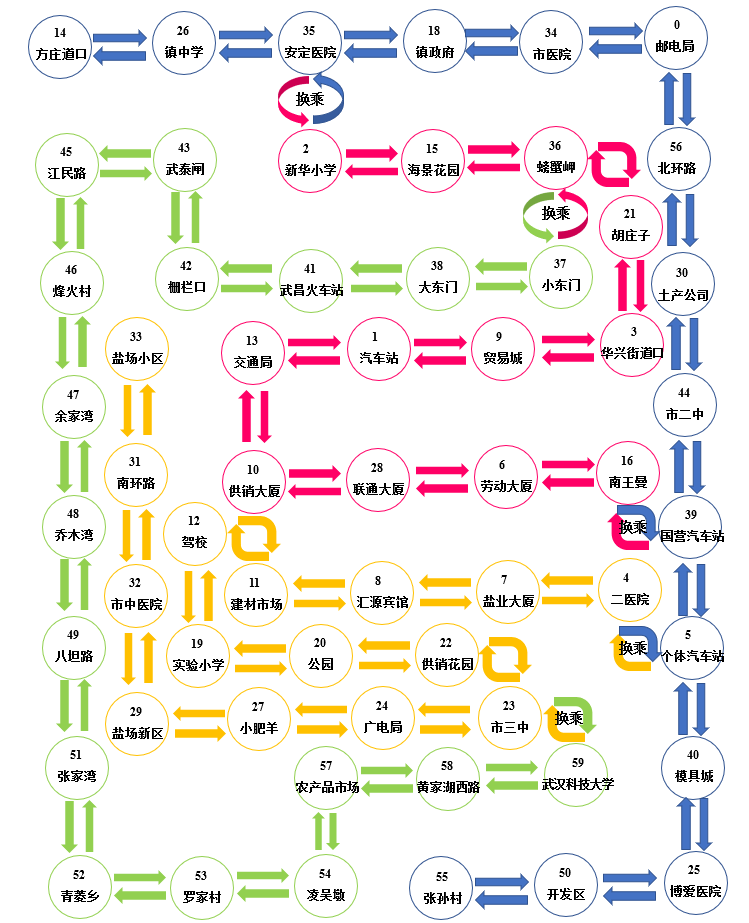 14
方庄道口
26
镇中学
35
安定医院
18
镇政府
34
市医院
0
邮电局
换乘
45
江民路
43
武泰闸
2
新华小学
15
海景花园
36
螃蟹岬
56
北环路
换乘
21
胡庄子
46
烽火村
42
栅栏口
41
武昌火车站
38
大东门
37
小东门
30
土产公司
33
盐场小区
13
交通局
1
汽车站
9
贸易城
3
华兴街道口
47
余家湾
44
市二中
31
南环路
10
供销大厦
28
联通大厦
6
劳动大厦
16
南王曼
48
乔木湾
12
驾校
换乘
39
国营汽车站
32
市中医院
11
建材市场
8
汇源宾馆
7
盐业大厦
4
二医院
49
八坦路
19
实验小学
20
公园
22
供销花园
换乘
5
个体汽车站
29
盐场新区
27
小肥羊
24
广电局
23
市三中
换乘
51
张家湾
57
农产品市场
58
黄家湖西路
59
武汉科技大学
40
模具城
52
青菱乡
53
罗家村
54
凌吴墩
55
张孙村
50
开发区
25
博爱医院